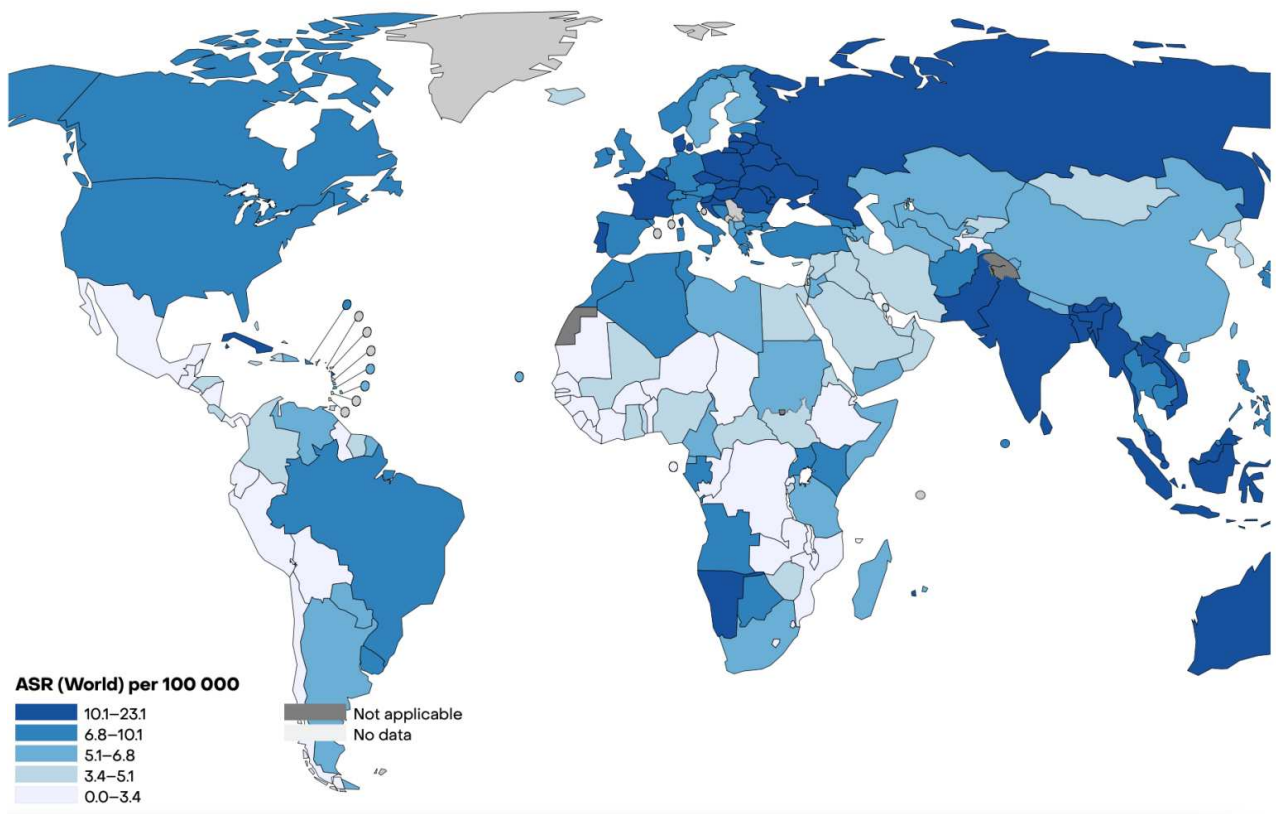 ASR (World) per 100 000
10.1–23.1
6.8–10.1
5.1–6.8
3.4–5.1
0.0–3.4
Not applicable
No data